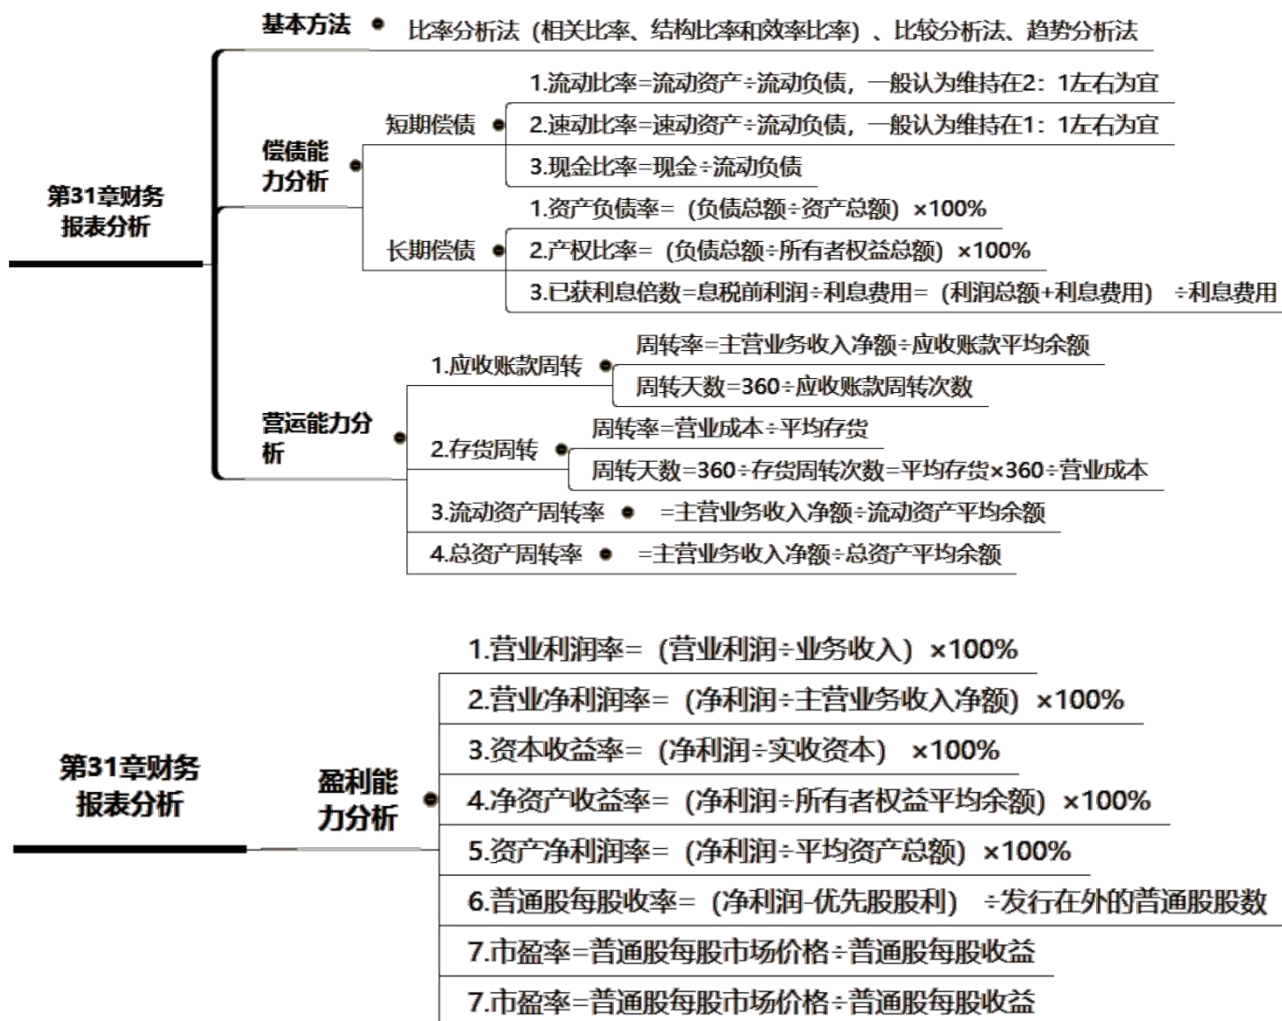 第31章财务
报表分析
基本方法
比率分析法（相关比率、结构比率和效率比率）、比较分析法、趋势分析法
偿债能
力分析
短期偿债
1.流动比率=流动资产÷流动负债，一般认为维持在2：1左右为宜
2.速动比率=速动资产÷流动负债，一般认为维持在1：1左右为宜
3.现金比率=现金÷流动负债
长期偿债
1.资产负债率=（负债总额÷资产总额）×100%
2.产权比率=（负债总额÷所有者权益总额）×100%
3.已获利息倍数=息税前利润÷利息费用=（利润总额+利息费用）÷利息费用
营运能力分
析
1.应收账款周转
周转率=主营业务收入净额÷应收账款平均余额
周转天数=360÷应收账款周转次数
2.存货周转
周转率=营业成本÷平均存货
周转天数=360÷存货周转次数=平均存货×360÷营业成本
3.流动资产周转率
=主营业务收入净额÷流动资产平均余额
4.总资产周转率
=主营业务收入净额÷总资产平均余额
第31章财务
报表分析
盈利能
力分析
1.营业利润率=（营业利润÷业务收入）×100%
2.营业净利润率=（净利润÷主营业务收入净额）×100%
3.资本收益率=（净利润÷实收资本）×100%
4.净资产收益率=（净利润÷所有者权益平均余额）×100%
5.资产净利润率=（净利润÷平均资产总额）×100%
6.普通股每股收率=（净利润-优先股股利）÷发行在外的普通股股数
7.市盈率=普通股每股市场价格÷普通股每股收益
7.市盈率=普通股每股市场价格÷普通股每股收益